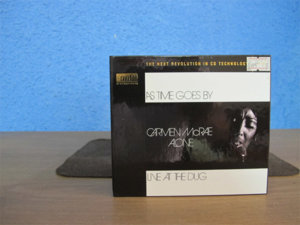 THE NEXT REVOLUTION IN CD TECHNOLOGY
AS TIME GOES BY
CARMEN McRAE
ALONE
LIVE AT THE DUG